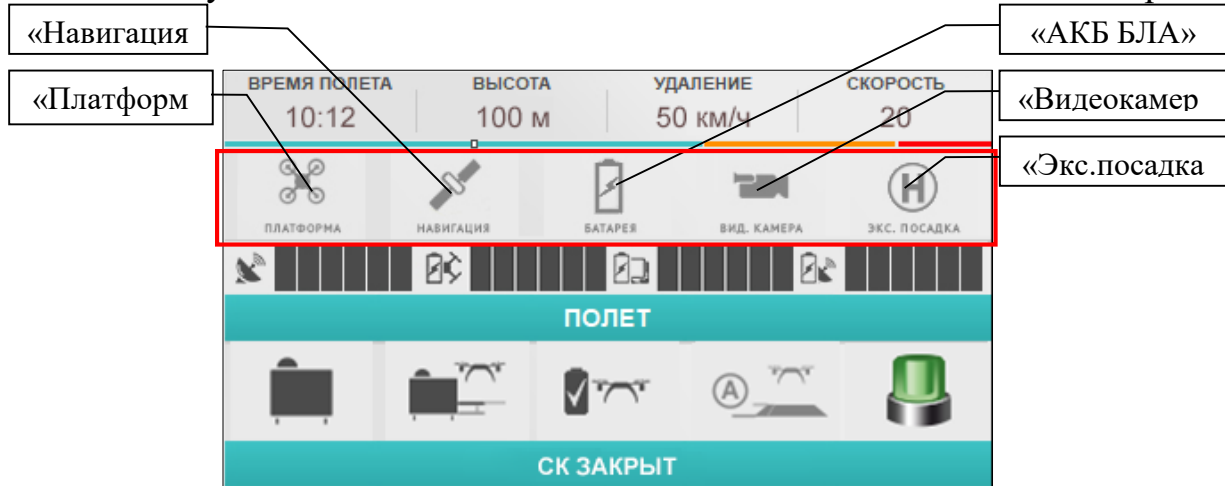 «Навигация
«АКБ БЛА»
«Платформ
«Видеокамер
«Экс.посадка
ВРЕМЯ ПОЛЕТА ВЫСОТА УДАЛЕНИЕ СКОРОСТЬ
10:12 100 м 50 км/ч 20
ПЛАТФОРМА НАВИГАЦИЯ БАТАРЕЯ ВИД. КАМЕРА ЭКС. ПОСАДКА
ПОЛЕТ
A
СК ЗАКРЫТ